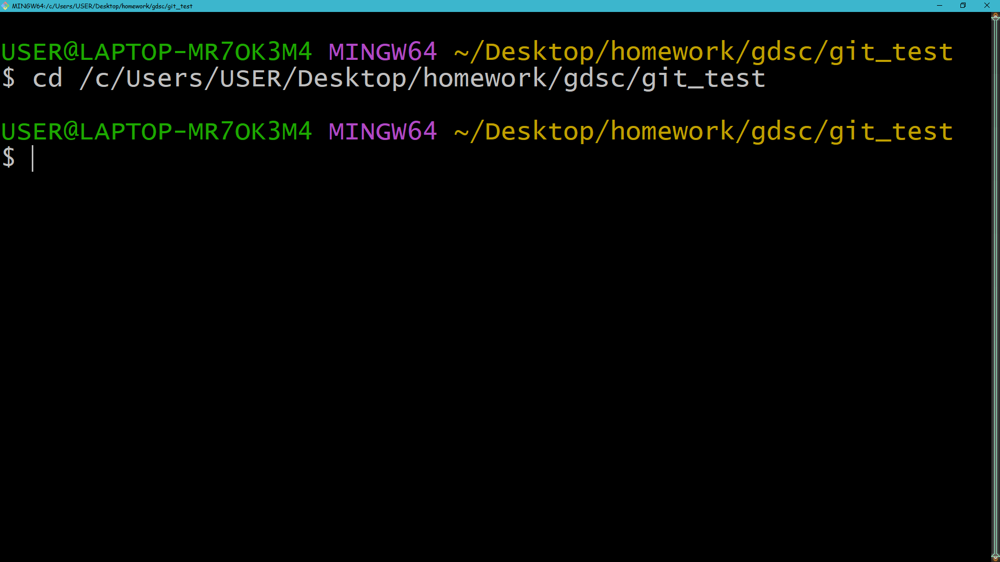 MINGW64:/c/Users/USER/Desktop/homework/gdsc/git_test
USER@LAPTOP-MR7OK3M4 MINGW64 ~/Desktop/homework/gdsc/git_test
$ cd /c/Users/USER/Desktop/homework/gdsc/git_test
USER@LAPTOP-MR7OK3M4 MINGW64 ~/Desktop/homework/gdsc/git_test
$